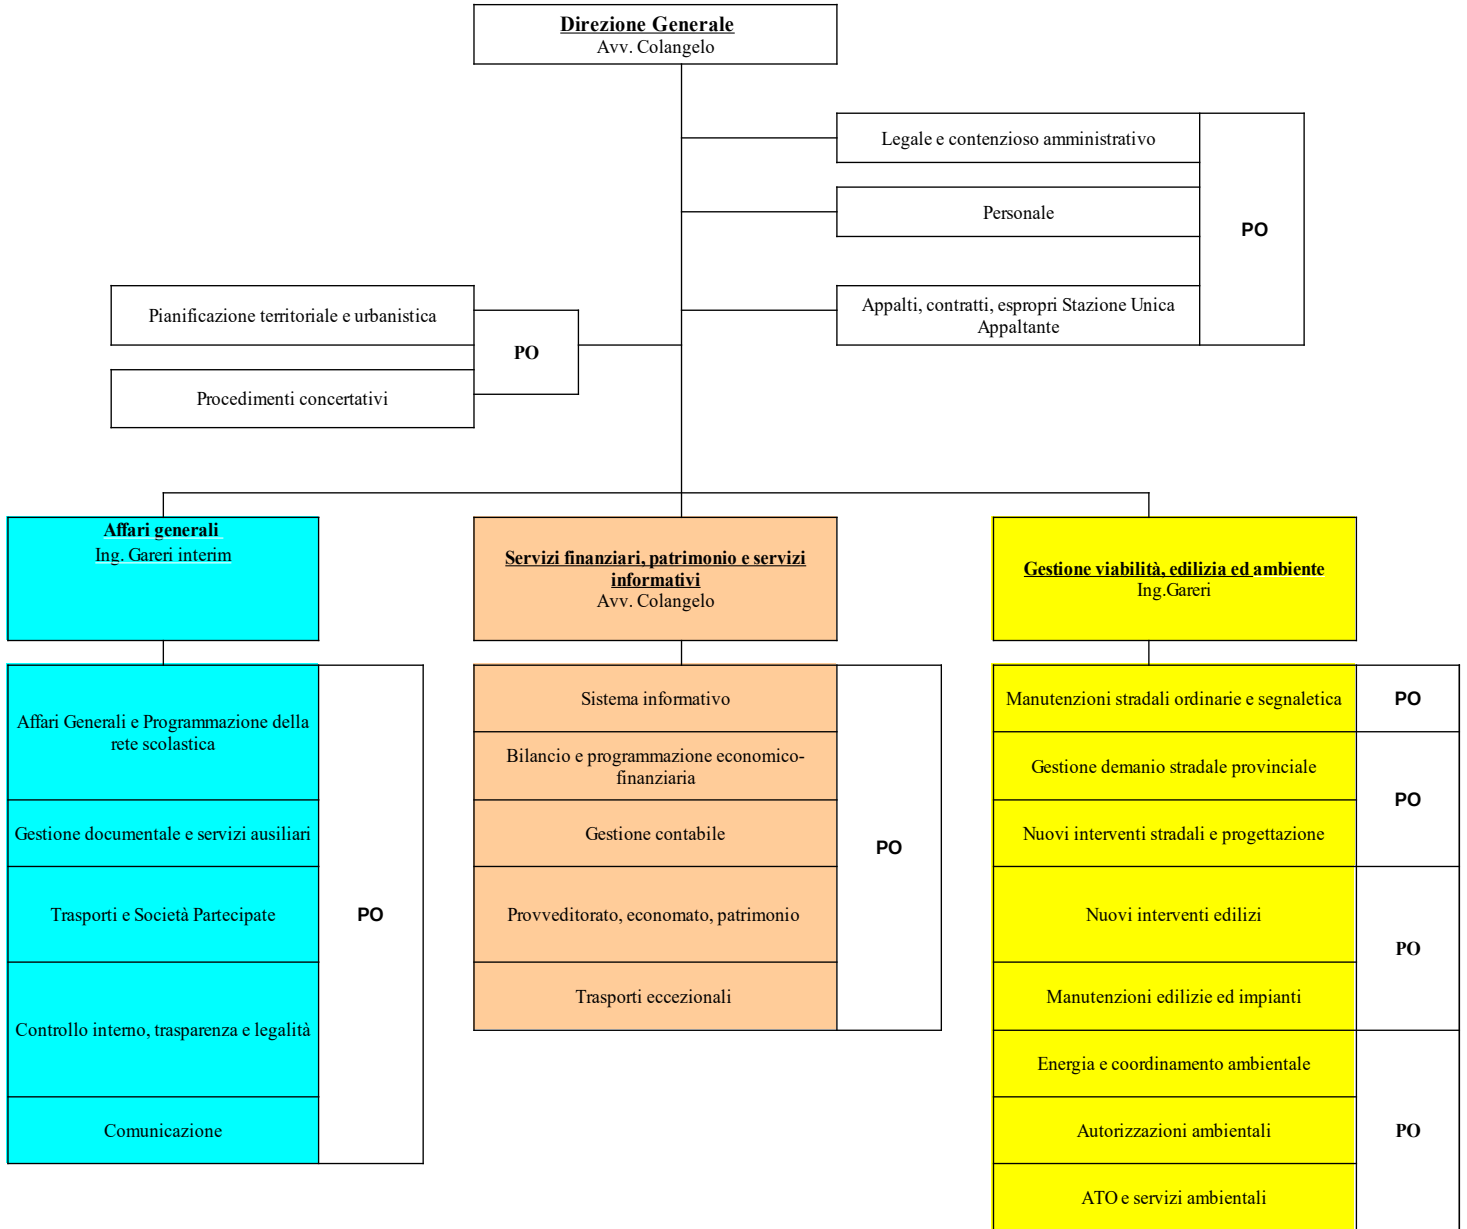 Direzione Generale
Avv. Colangelo
Legale e contenzioso amministrativo
Personale
PO
Appalti, contratti, espropri Stazione Unica
Appaltante
Pianificazione territoriale e urbanistica
PO
Procedimenti concertativi
Affari generali
Ing. Gareri interim
Servizi finanziari, patrimonio e servizi
informativi
Avv. Colangelo
Gestione viabilità, edilizia ed ambiente
Ing.Gareri
Affari Generali e Programmazione della
rete scolastica
Gestione documentale e servizi ausiliari
Trasporti e Società Partecipate
PO
Controllo interno, trasparenza e legalità
Comunicazione
Sistema informativo
Bilancio e programmazione economico-
finanziaria
Gestione contabile
PO
Provveditorato, economato, patrimonio
Trasporti eccezionali
Manutenzioni stradali ordinarie e segnaletica
PO
Gestione demanio stradale provinciale
PO
Nuovi interventi stradali e progettazione
Nuovi interventi edilizi
PO
Manutenzioni edilizie ed impianti
Energia e coordinamento ambientale
Autorizzazioni ambientali
PO
ATO e servizi ambientali